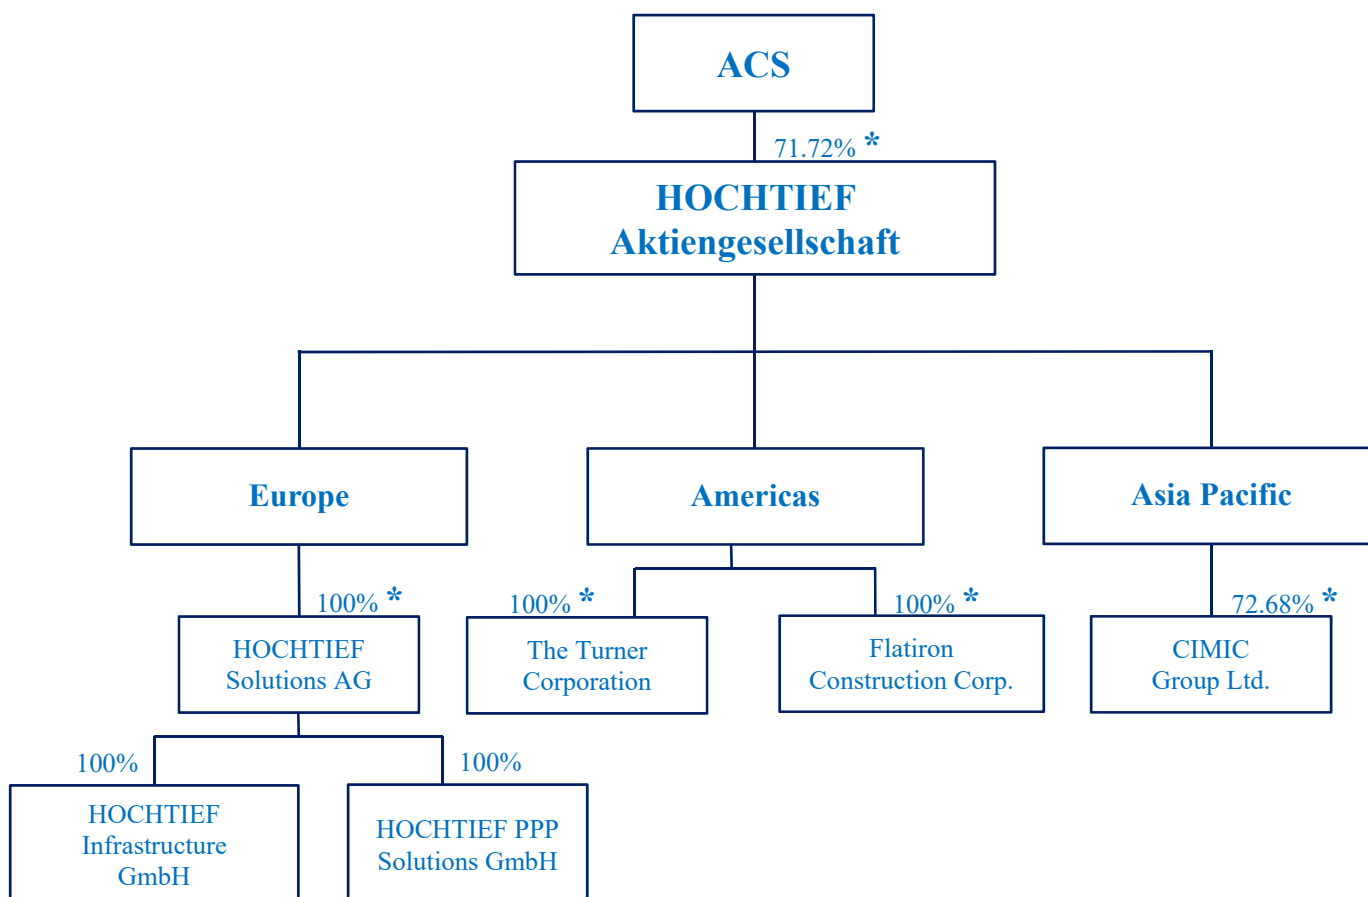 ACS
71.72% *
HOCHTIEF
Aktiengesellschaft
Europe
Americas
Asia Pacific
100% *
100% *
100% *
72.68% *
HOCHTIEF
Solutions AG
The Turner
Corporation
Flatiron
Construction Corp.
CIMIC
Group Ltd.
100%
100%
HOCHTIEF
Infrastructure
GmbH
HOCHTIEF PPP
Solutions GmbH